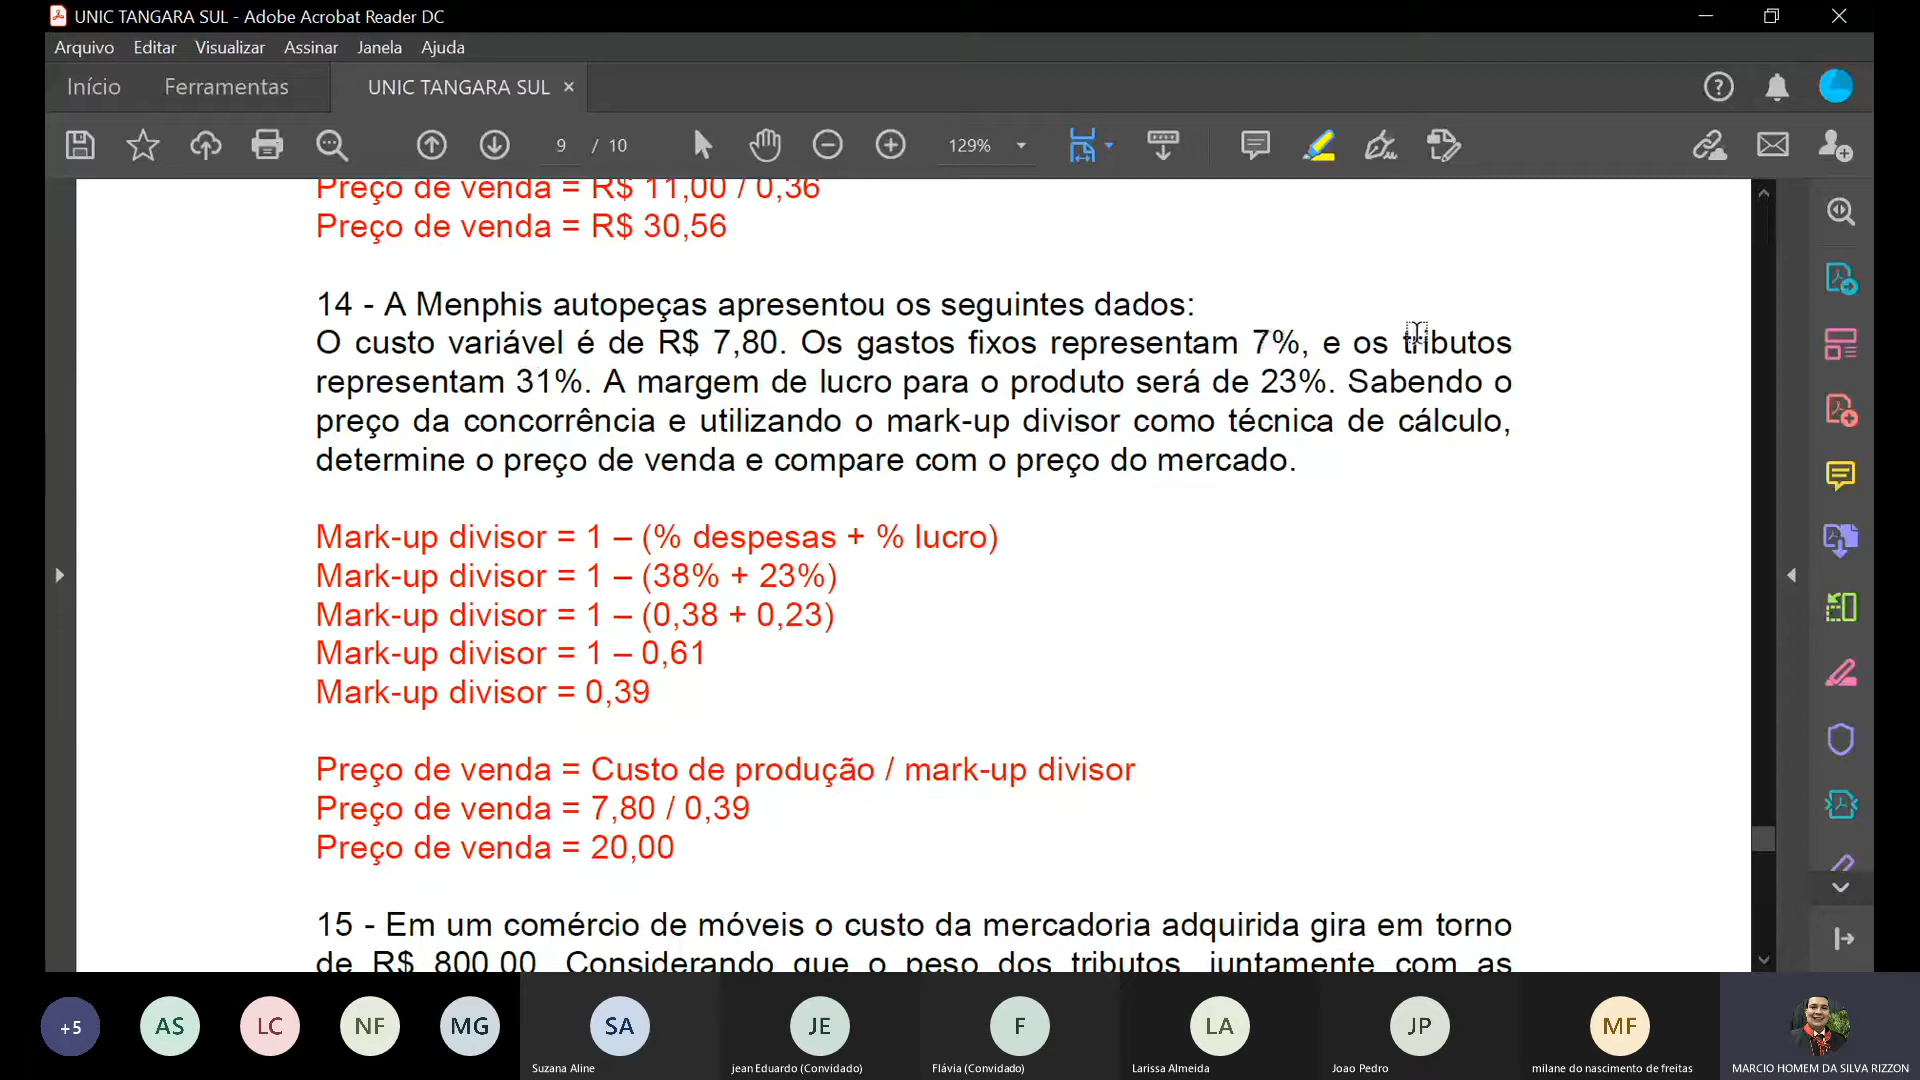 UNIC TANGARA SUL - Adobe Acrobat Reader DC
Arquivo Editar Visualizar Assinar Janela Ajuda
Início Ferramentas UNIC TANGARA SUL ×
9 / 10 129%
Preço de venda = R$ 11,00 / 0,36
Preço de venda = R$ 30,56
14 - A Menphis autopeças apresentou os seguintes dados:
O custo variável é de R$ 7,80. Os gastos fixos representam 7%, e os tributos
representam 31%. A margem de lucro para o produto será de 23%. Sabendo o
preço da concorrência e utilizando o mark-up divisor como técnica de cálculo,
determine o preço de venda e compare com o preço do mercado.
Mark-up divisor = 1 – (% despesas + % lucro)
Mark-up divisor = 1 – (38% + 23%)
Mark-up divisor = 1 – (0,38 + 0,23)
Mark-up divisor = 1 – 0,61
Mark-up divisor = 0,39
Preço de venda = Custo de produção / mark-up divisor
Preço de venda = 7,80 / 0,39
Preço de venda = 20,00
15 - Em um comércio de móveis o custo da mercadoria adquirida gira em torno
de R$ 800,00. Considerando que o peso dos tributos, juntamente com as
+5 AS LC NF MG SA JE F LA JP MF
Suzana Aline jean Eduardo (Convidado) Flávia (Convidado) Larissa Almeida Joao Pedro milane do nascimento de freitas MARCIO HOMEM DA SILVA RIZZON